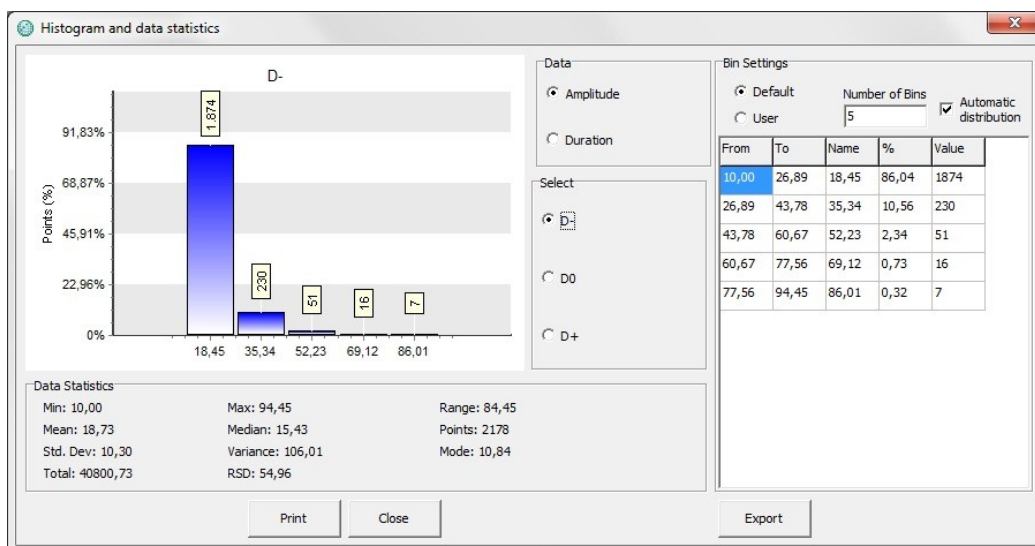 Histogram and data statistics
D-
Points (%)
91,83%
68,87%
45,91%
22,96%
0%
1.874
230
51
16
7
18,45 35,34 52,23 69,12 86,01
Data
Amplitude
Duration
Select
D-
D0
D+
Bin Settings
Default
User
Number of Bins
5
Automatic
distribution
From To Name % Value
10,00 26,89 18,45 86,04 1874
26,89 43,78 35,34 10,56 230
43,78 60,67 52,23 2,34 51
60,67 77,56 69,12 0,73 16
77,56 94,45 86,01 0,32 7
Data Statistics
Min: 10,00 Max: 94,45 Range: 84,45
Mean: 18,73 Median: 15,43 Points: 2178
Std. Dev: 10,30 Variance: 106,01 Mode: 10,84
Total: 40800,73 RSD: 54,96
Print Close Export